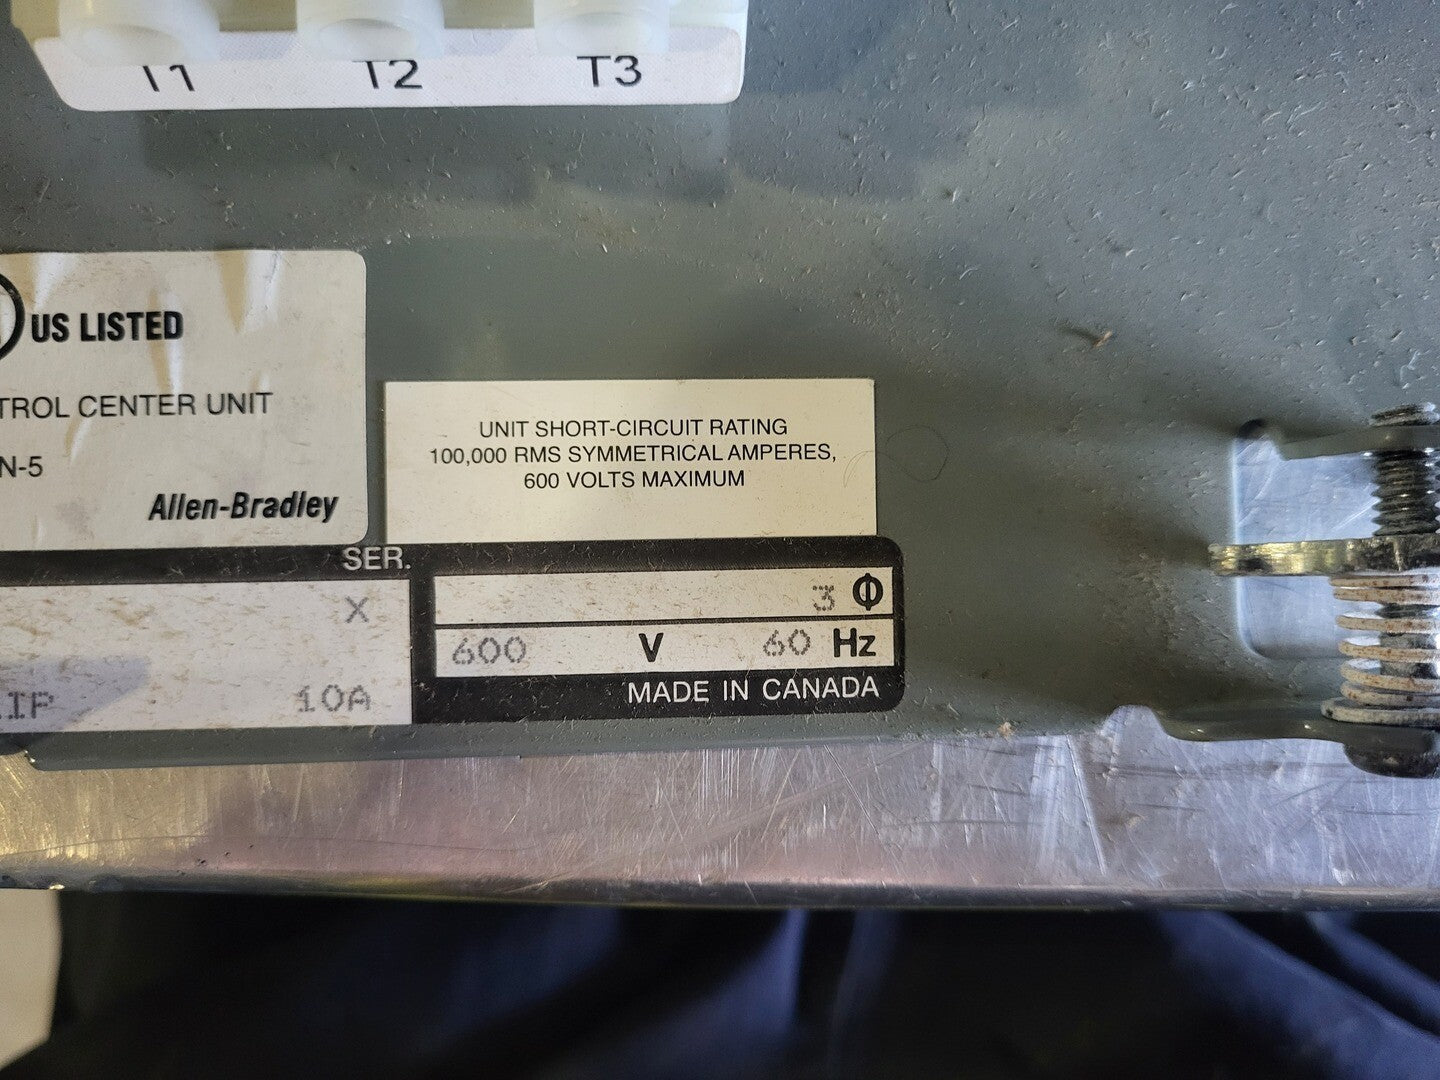 T1 T2 T3
US LISTED
TROL CENTER UNIT
N-5
Allen-Bradley
UNIT SHORT-CIRCUIT RATING
100,000 RMS SYMMETRICAL AMPERES,
600 VOLTS MAXIMUM
SER.
X
3 Φ
600 V 60 Hz
IP 10A
MADE IN CANADA